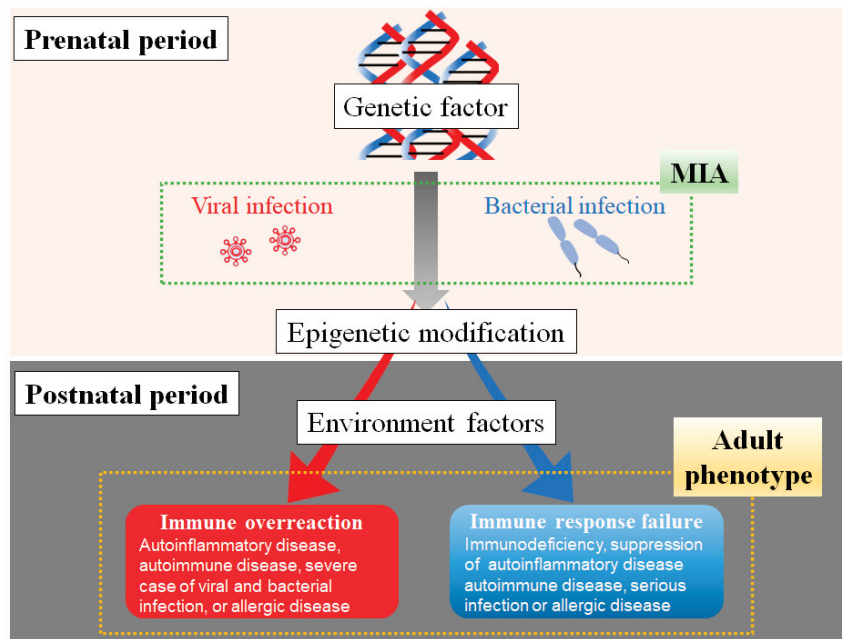 Prenatal period
Genetic factor
MIA
Viral infection
Bacterial infection
Epigenetic modification
Postnatal period
Environment factors
Adult
phenotype
Immune overreaction
Autoinflammatory disease,
autoimmune disease, severe
case of viral and bacterial
infection, or allergic disease
Immune response failure
Immunodeficiency, suppression
of autoinflammatory disease
autoimmune disease, serious
infection or allergic disease